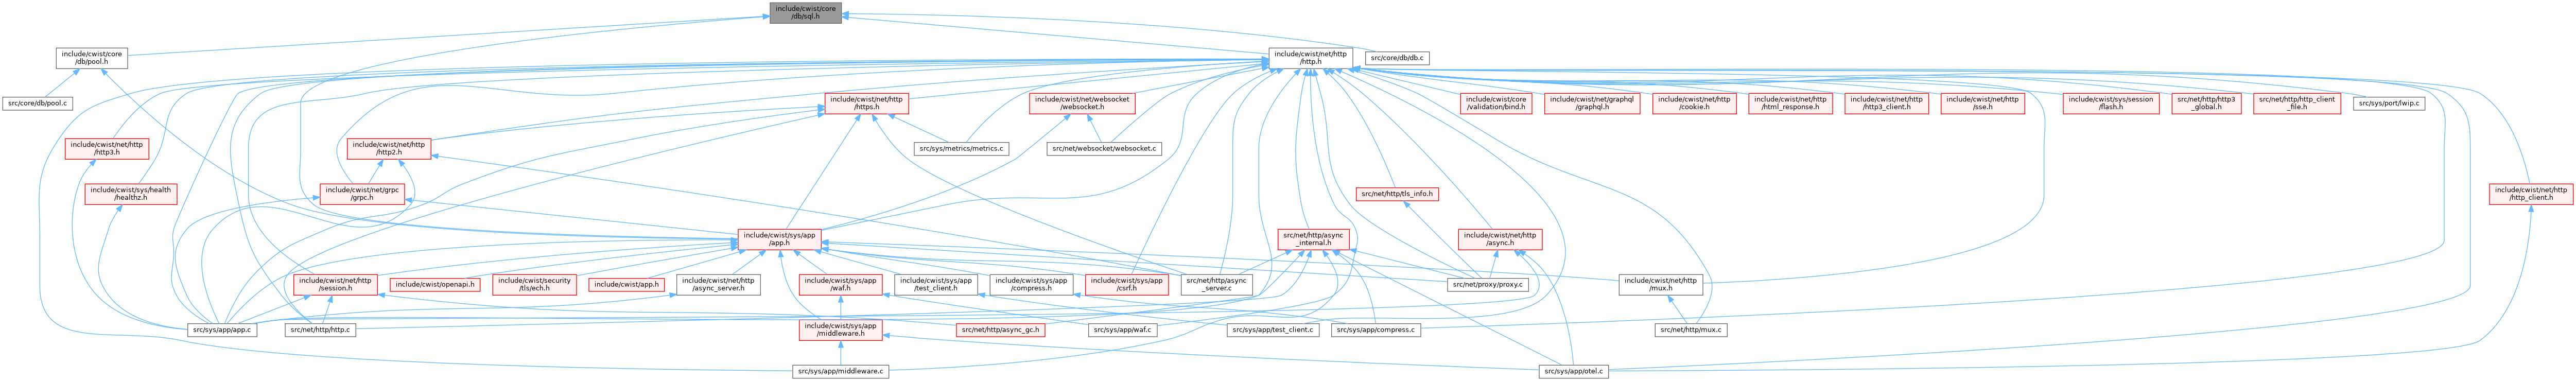 include/cwist/core
/db/sql.h
include/cwist/core
/db/pool.h
include/cwist/net/http
/http.h
src/core/db/db.c
src/core/db/pool.c
include/cwist/net/http
/https.h
include/cwist/net/websocket
/websocket.h
include/cwist/core
/validation/bind.h
include/cwist/net/graphql
/graphql.h
include/cwist/net/http
/cookie.h
include/cwist/net/http
/html_response.h
include/cwist/net/http
/http3_client.h
include/cwist/net/http
/sse.h
include/cwist/sys/session
/flash.h
src/net/http/http3
_global.h
src/net/http/http_client
_file.h
src/sys/port/lwip.c
include/cwist/net/http
/http3.h
include/cwist/net/http
/http2.h
src/sys/metrics/metrics.c
src/net/websocket/websocket.c
include/cwist/sys/health
/healthz.h
include/cwist/net/grpc
/grpc.h
src/net/http/tls_info.h
include/cwist/net/http
/http_client.h
include/cwist/sys/app
/app.h
src/net/http/async
_internal.h
include/cwist/net/http
/async.h
include/cwist/net/http
/session.h
include/cwist/openapi.h
include/cwist/security
/tls/ech.h
include/cwist/app.h
include/cwist/net/http
/async_server.h
include/cwist/sys/app
/waf.h
include/cwist/sys/app
/test_client.h
include/cwist/sys/app
/compress.h
include/cwist/sys/app
/csrf.h
src/net/http/async
_server.c
src/net/proxy/proxy.c
include/cwist/net/http
/mux.h
src/sys/app/app.c
src/net/http/http.c
include/cwist/sys/app
/middleware.h
src/net/http/async_gc.h
src/sys/app/waf.c
src/sys/app/test_client.c
src/sys/app/compress.c
src/net/http/mux.c
src/sys/app/middleware.c
src/sys/app/otel.c